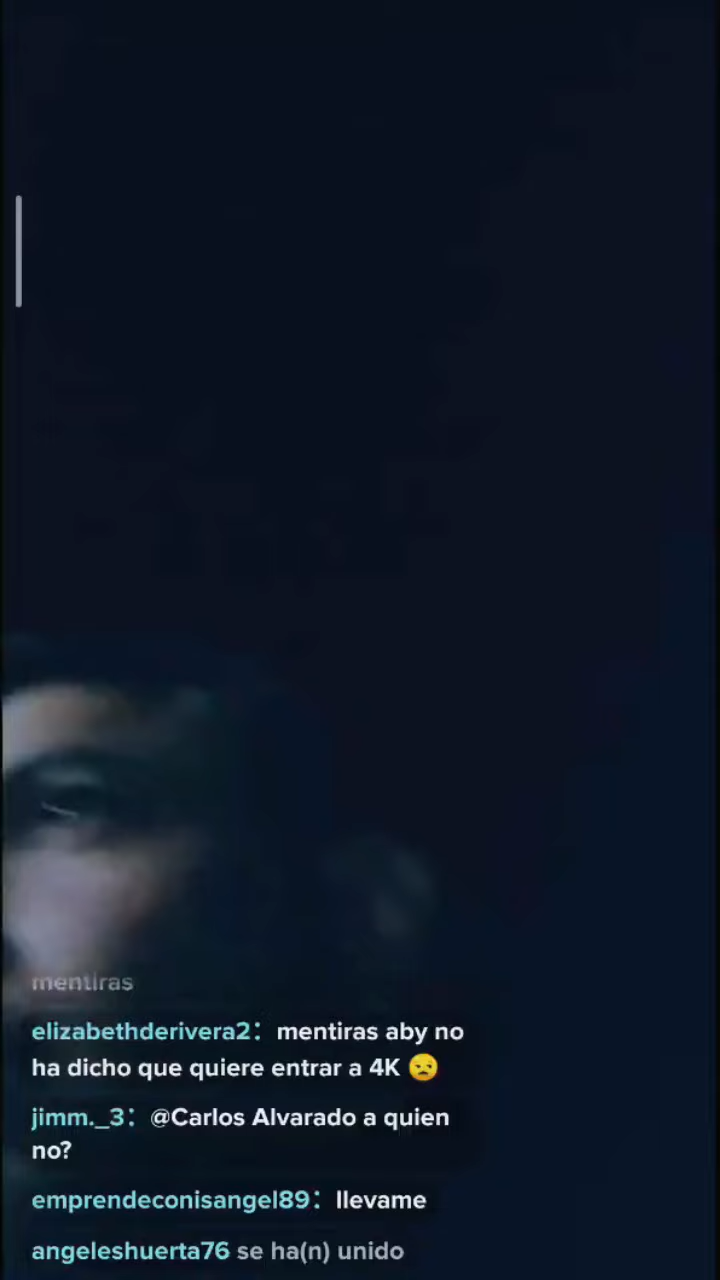 mentiras
elizabethderivera2: mentiras aby no
ha dicho que quiere entrar a 4K 😒
jimm._3: @Carlos Alvarado a quien
no?
emprendeconisangel89: llevame
angeleshuerta76 se ha(n) unido